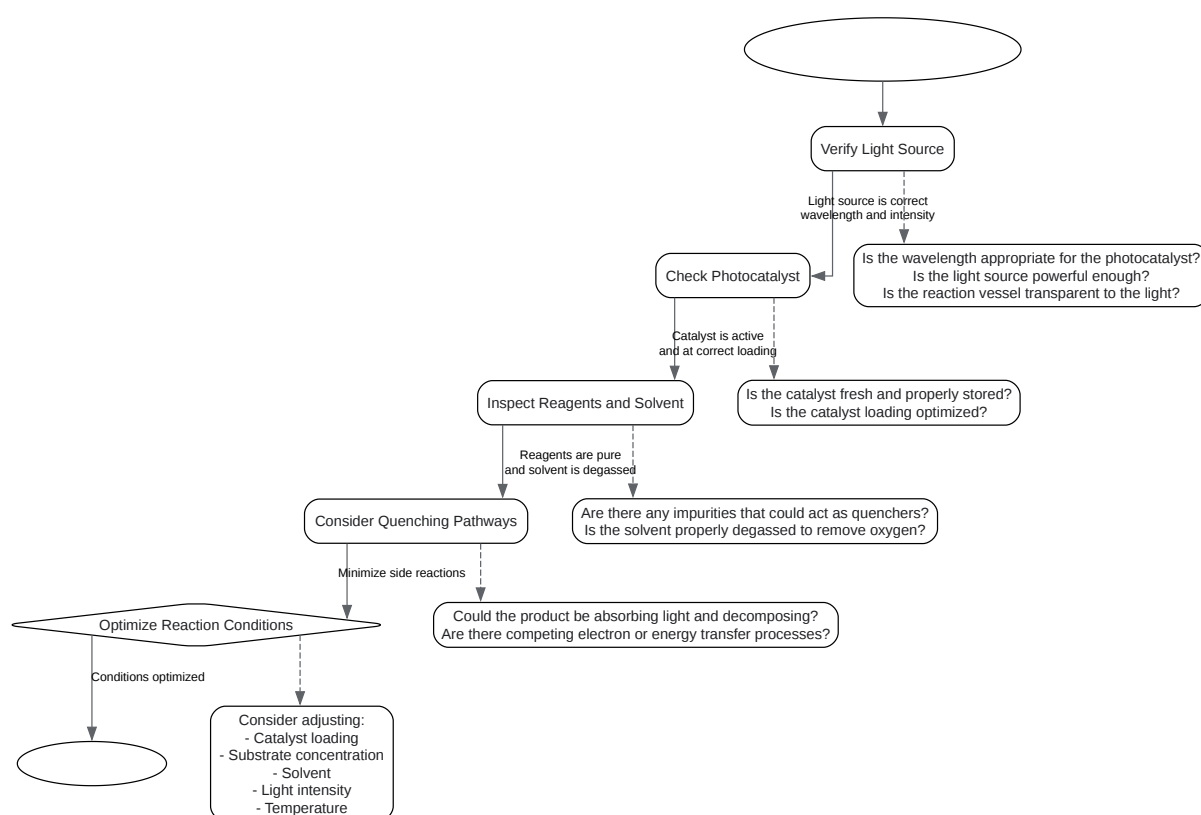 Verify Light Source
Light source is correct
wavelength and intensity
Is the wavelength appropriate for the photocatalyst?
Is the light source powerful enough?
Is the reaction vessel transparent to the light?
Check Photocatalyst
Catalyst is active
and at correct loading
Is the catalyst fresh and properly stored?
Is the catalyst loading optimized?
Inspect Reagents and Solvent
Reagents are pure
and solvent is degassed
Are there any impurities that could act as quenchers?
Is the solvent properly degassed to remove oxygen?
Consider Quenching Pathways
Minimize side reactions
Could the product be absorbing light and decomposing?
Are there competing electron or energy transfer processes?
Optimize Reaction Conditions
Conditions optimized
Consider adjusting:
- Catalyst loading
- Substrate concentration
- Solvent
- Light intensity
- Temperature